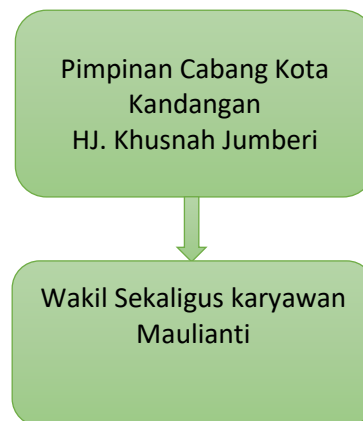 Pimpinan Cabang Kota
Kandangan
HJ. Khusnah Jumberi
Wakil Sekaligus karyawan
Maulianti